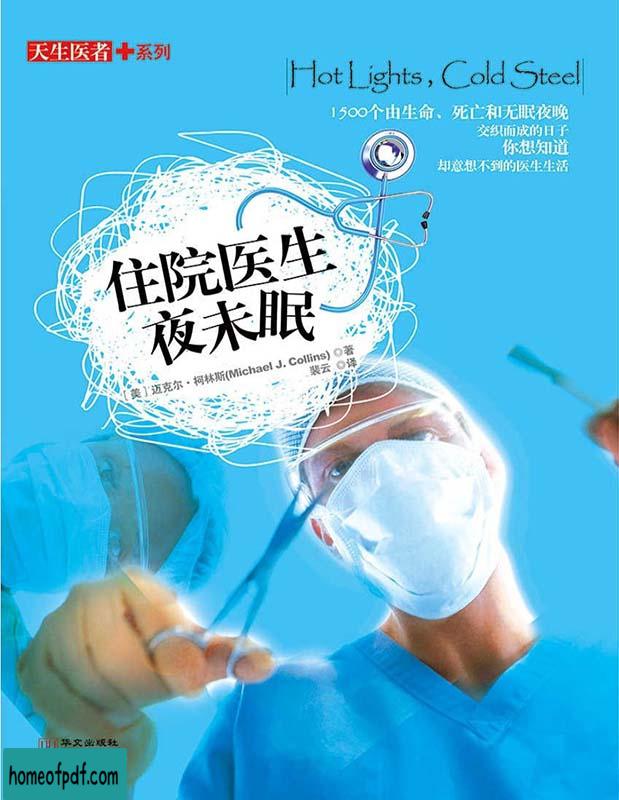 天生医者+系列
Hot Lights, Cold Steel
1500个由生命、死亡和无眠夜晚
交织而成的日子
你想知道
却意想不到的医生生活
住院医生
夜未眠
[美] 迈克尔·柯林斯(Michael J. Collins) ◎著
裴云 ◎译
华文出版社
homeofpdf.com